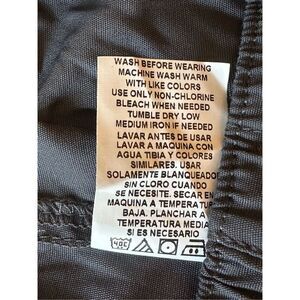 WASH BEFORE WEARING
MACHINE WASH WARM
WITH LIKE COLORS
USE ONLY NON-CHLORINE
BLEACH WHEN NEEDED
TUMBLE DRY LOW
MEDIUM IRON IF NEEDED
LAVAR ANTES DE USAR
LAVAR A MAQUINA CON
AGUA TIBIA Y COLORES
SIMILARES. USAR
SOLAMENTE BLANQUEADO
SIN CLORO CUANDO
SE NECESITE. SECAR EN
MAQUINA A TEMPERATU
BAJA. PLANCHAR A
TEMPERATURA MEDIA
SI ES NECESARIO
40C